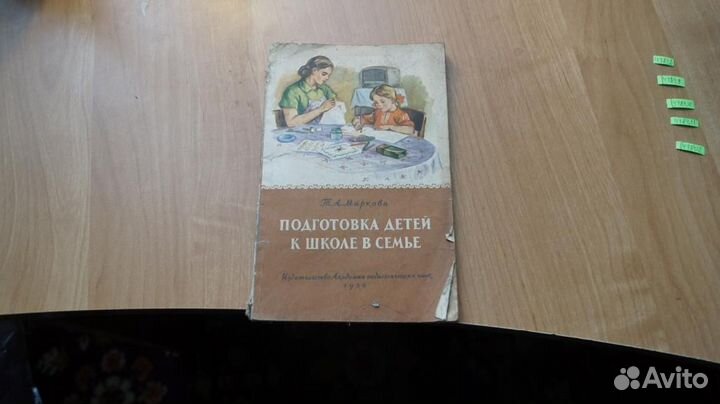 Т. А. Маркова
ПОДГОТОВКА ДЕТЕЙ
К ШКОЛЕ В СЕМЬЕ
Издательство Академии педагогических наук
Avito